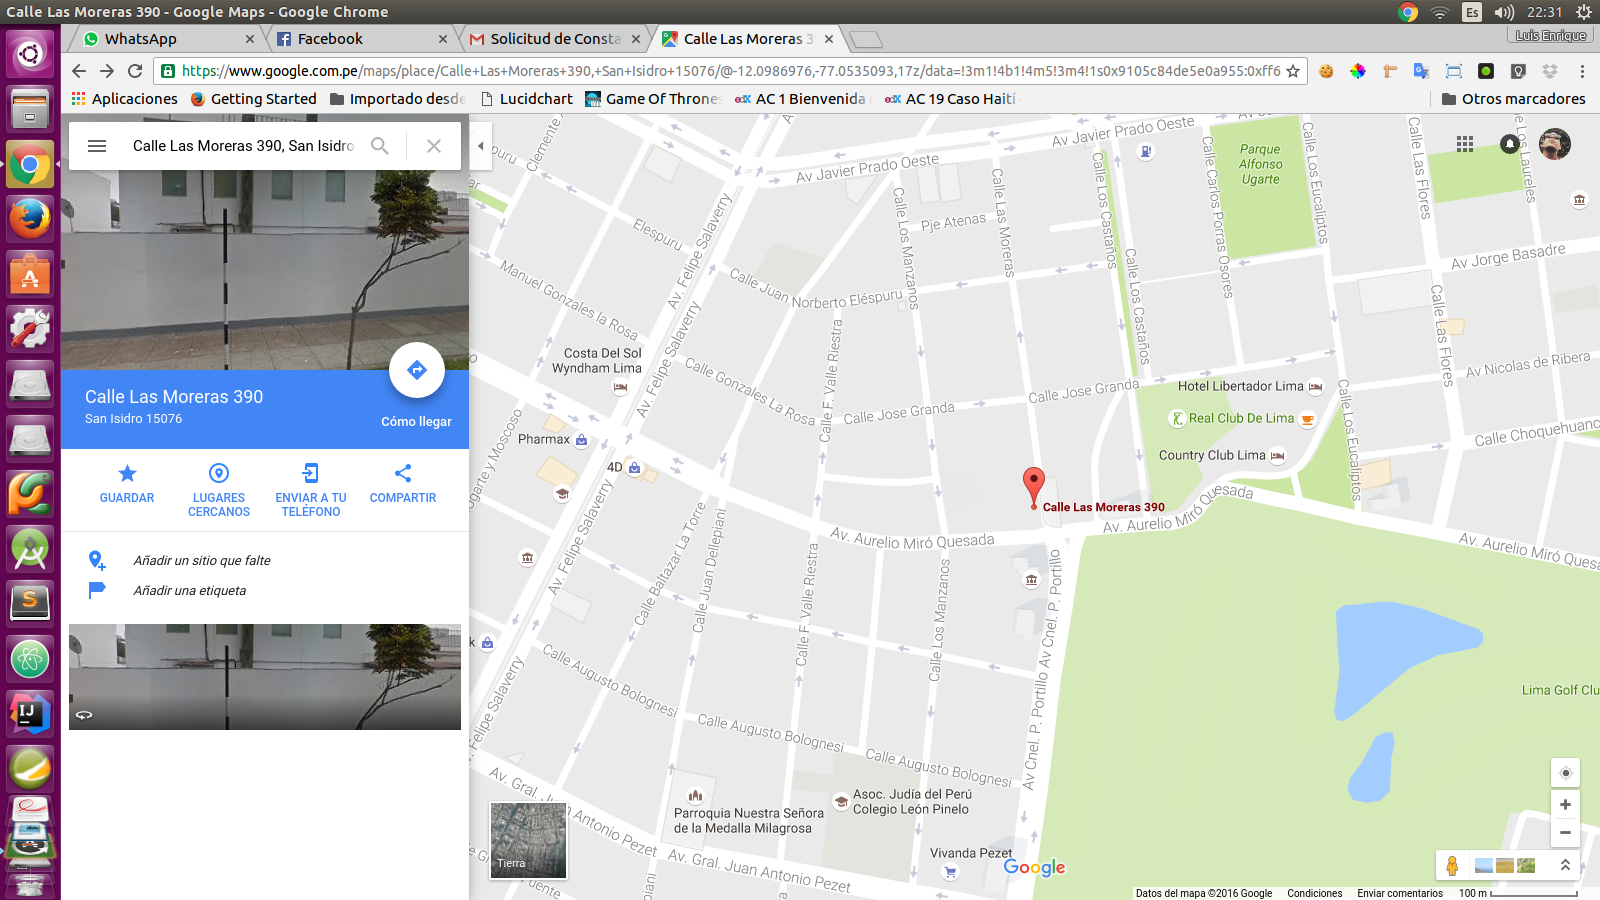 Calle Las Moreras 390 - Google Maps - Google Chrome
Es
22:31
WhatsApp
Facebook
Solicitud de Consta
Calle Las Moreras 3
Luis Enrique
https://www.google.com.pe/maps/place/Calle+Las+Moreras+390,+San+Isidro+15076/@-12.0986976,-77.0535093,17z/data=!3m1!4b1!4m5!3m4!1s0x9105c84de5e0a955:0xff6
Aplicaciones
Getting Started
Importado desde
Lucidchart
Game Of Throne
AC 1 Bienvenida
AC 19 Caso Haití
Otros marcadores
Calle Las Moreras 390, San Isidro
Calle Las Moreras 390
San Isidro 15076
Cómo llegar
GUARDAR
LUGARES
CERCANOS
ENVIAR A TU
TELÉFONO
COMPARTIR
Añadir un sitio que falte
Añadir una etiqueta
Clemente
Av Javier Prado Oeste
Av Javier Prado Oeste
Parque
Alfonso
Ugarte
Calle Los Castaños
Calle Carlos Porras Osores
Calle Los Eucaliptos
Calle Las Flores
Los Laureles
Elespuru
Av. Felipe Salaverry
Calle Los Manzanos
Pje Atenas
Calle Las Moreras
Calle Los Castaños
Av Jorge Basadre
Manuel Gonzales la Rosa
Calle Juan Norberto Eléspuru
Calle Las Flores
Costa Del Sol
Wyndham Lima
Av. Felipe Salaverry
Calle Gonzales La Rosa
Calle F. Valle Riestra
Calle Jose Granda
Calle Jose Granda
Hotel Libertador Lima
Av Nicolas de Ribera
Real Club De Lima
Calle Los Eucaliptos
Calle Choquehuanc
Pharmax
4D
Country Club Lima
Ugarte y Moscoso
Calle Las Moreras 390
Av. Aurelio Miró Quesada
Av. Aurelio Miró Quesada
Av. Aurelio Miró Quesada
Av. Felipe Salaverry
Calle Baltazar La Torre
Calle Juan Dellepiani
Calle F. Valle Riestra
Calle Los Manzanos
Av Cnel. P. Portillo
Av Cnel. P. Portillo
k
Felipe Salaverry
Calle Augusto Bolognesi
Calle Augusto Bolognesi
Calle Augusto Bolognesi
Lima Golf Clu
Av. Gral. Juan Antonio Pezet
Parroquia Nuestra Señora
de la Medalla Milagrosa
Asoc. Judía del Perú
Colegio León Pinelo
Av. Gral. Juan Antonio Pezet
Vivanda Pezet
Tierra
Google
Datos del mapa ©2016 Google
Condiciones
Enviar comentarios
100 m